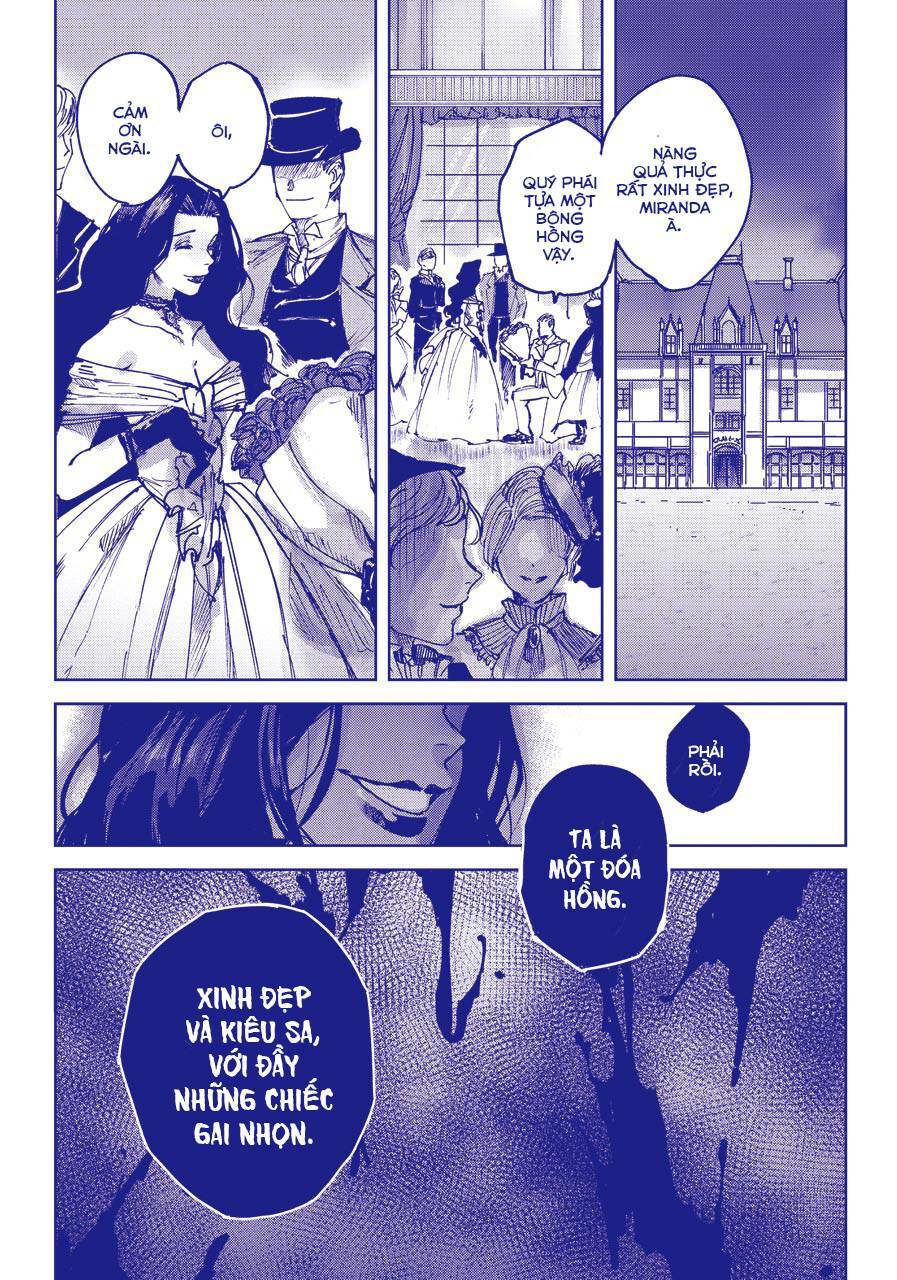 NÀNG
QUẢ THỰC
RẤT XINH ĐẸP,
MIRANDA
À.
QUÝ PHÁI
TỰA MỘT
BÔNG
HỒNG
VẬY.
ÔI,
CẢM
ƠN
NGÀI.
PHẢI
RỒI.
TA LÀ
MỘT ĐÓA
HỒNG.
XINH ĐẸP
VÀ KIÊU SA,
VỚI ĐẦY
NHỮNG CHIẾC
GAI NHỌN.